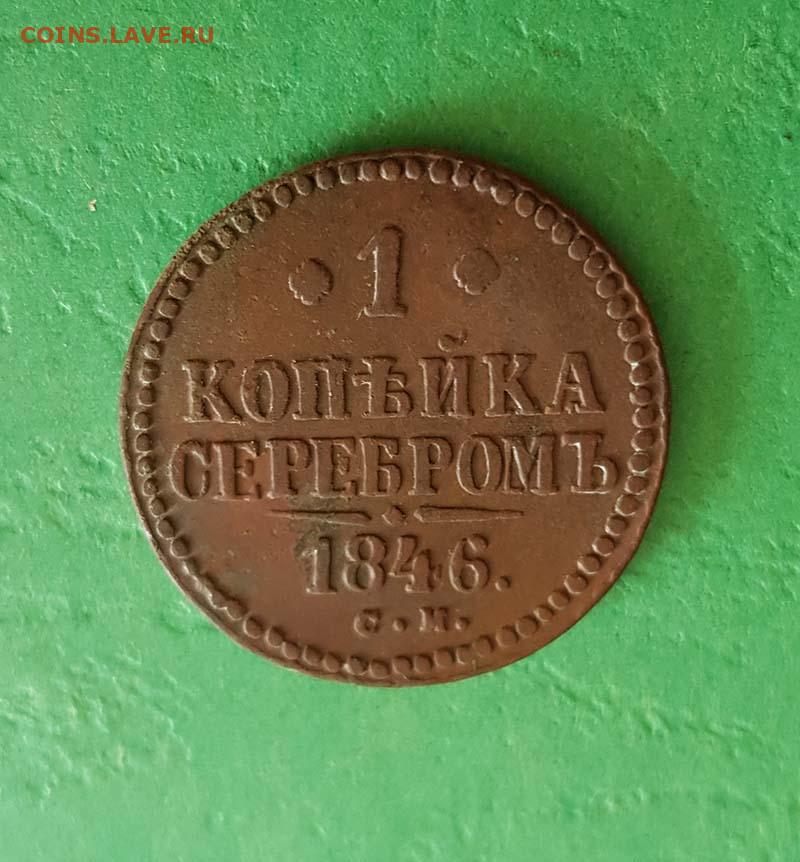 COINS.LAVE.RU
1
КОПѢЙКА
СЕРЕБРОМЪ
1846.
С.М.